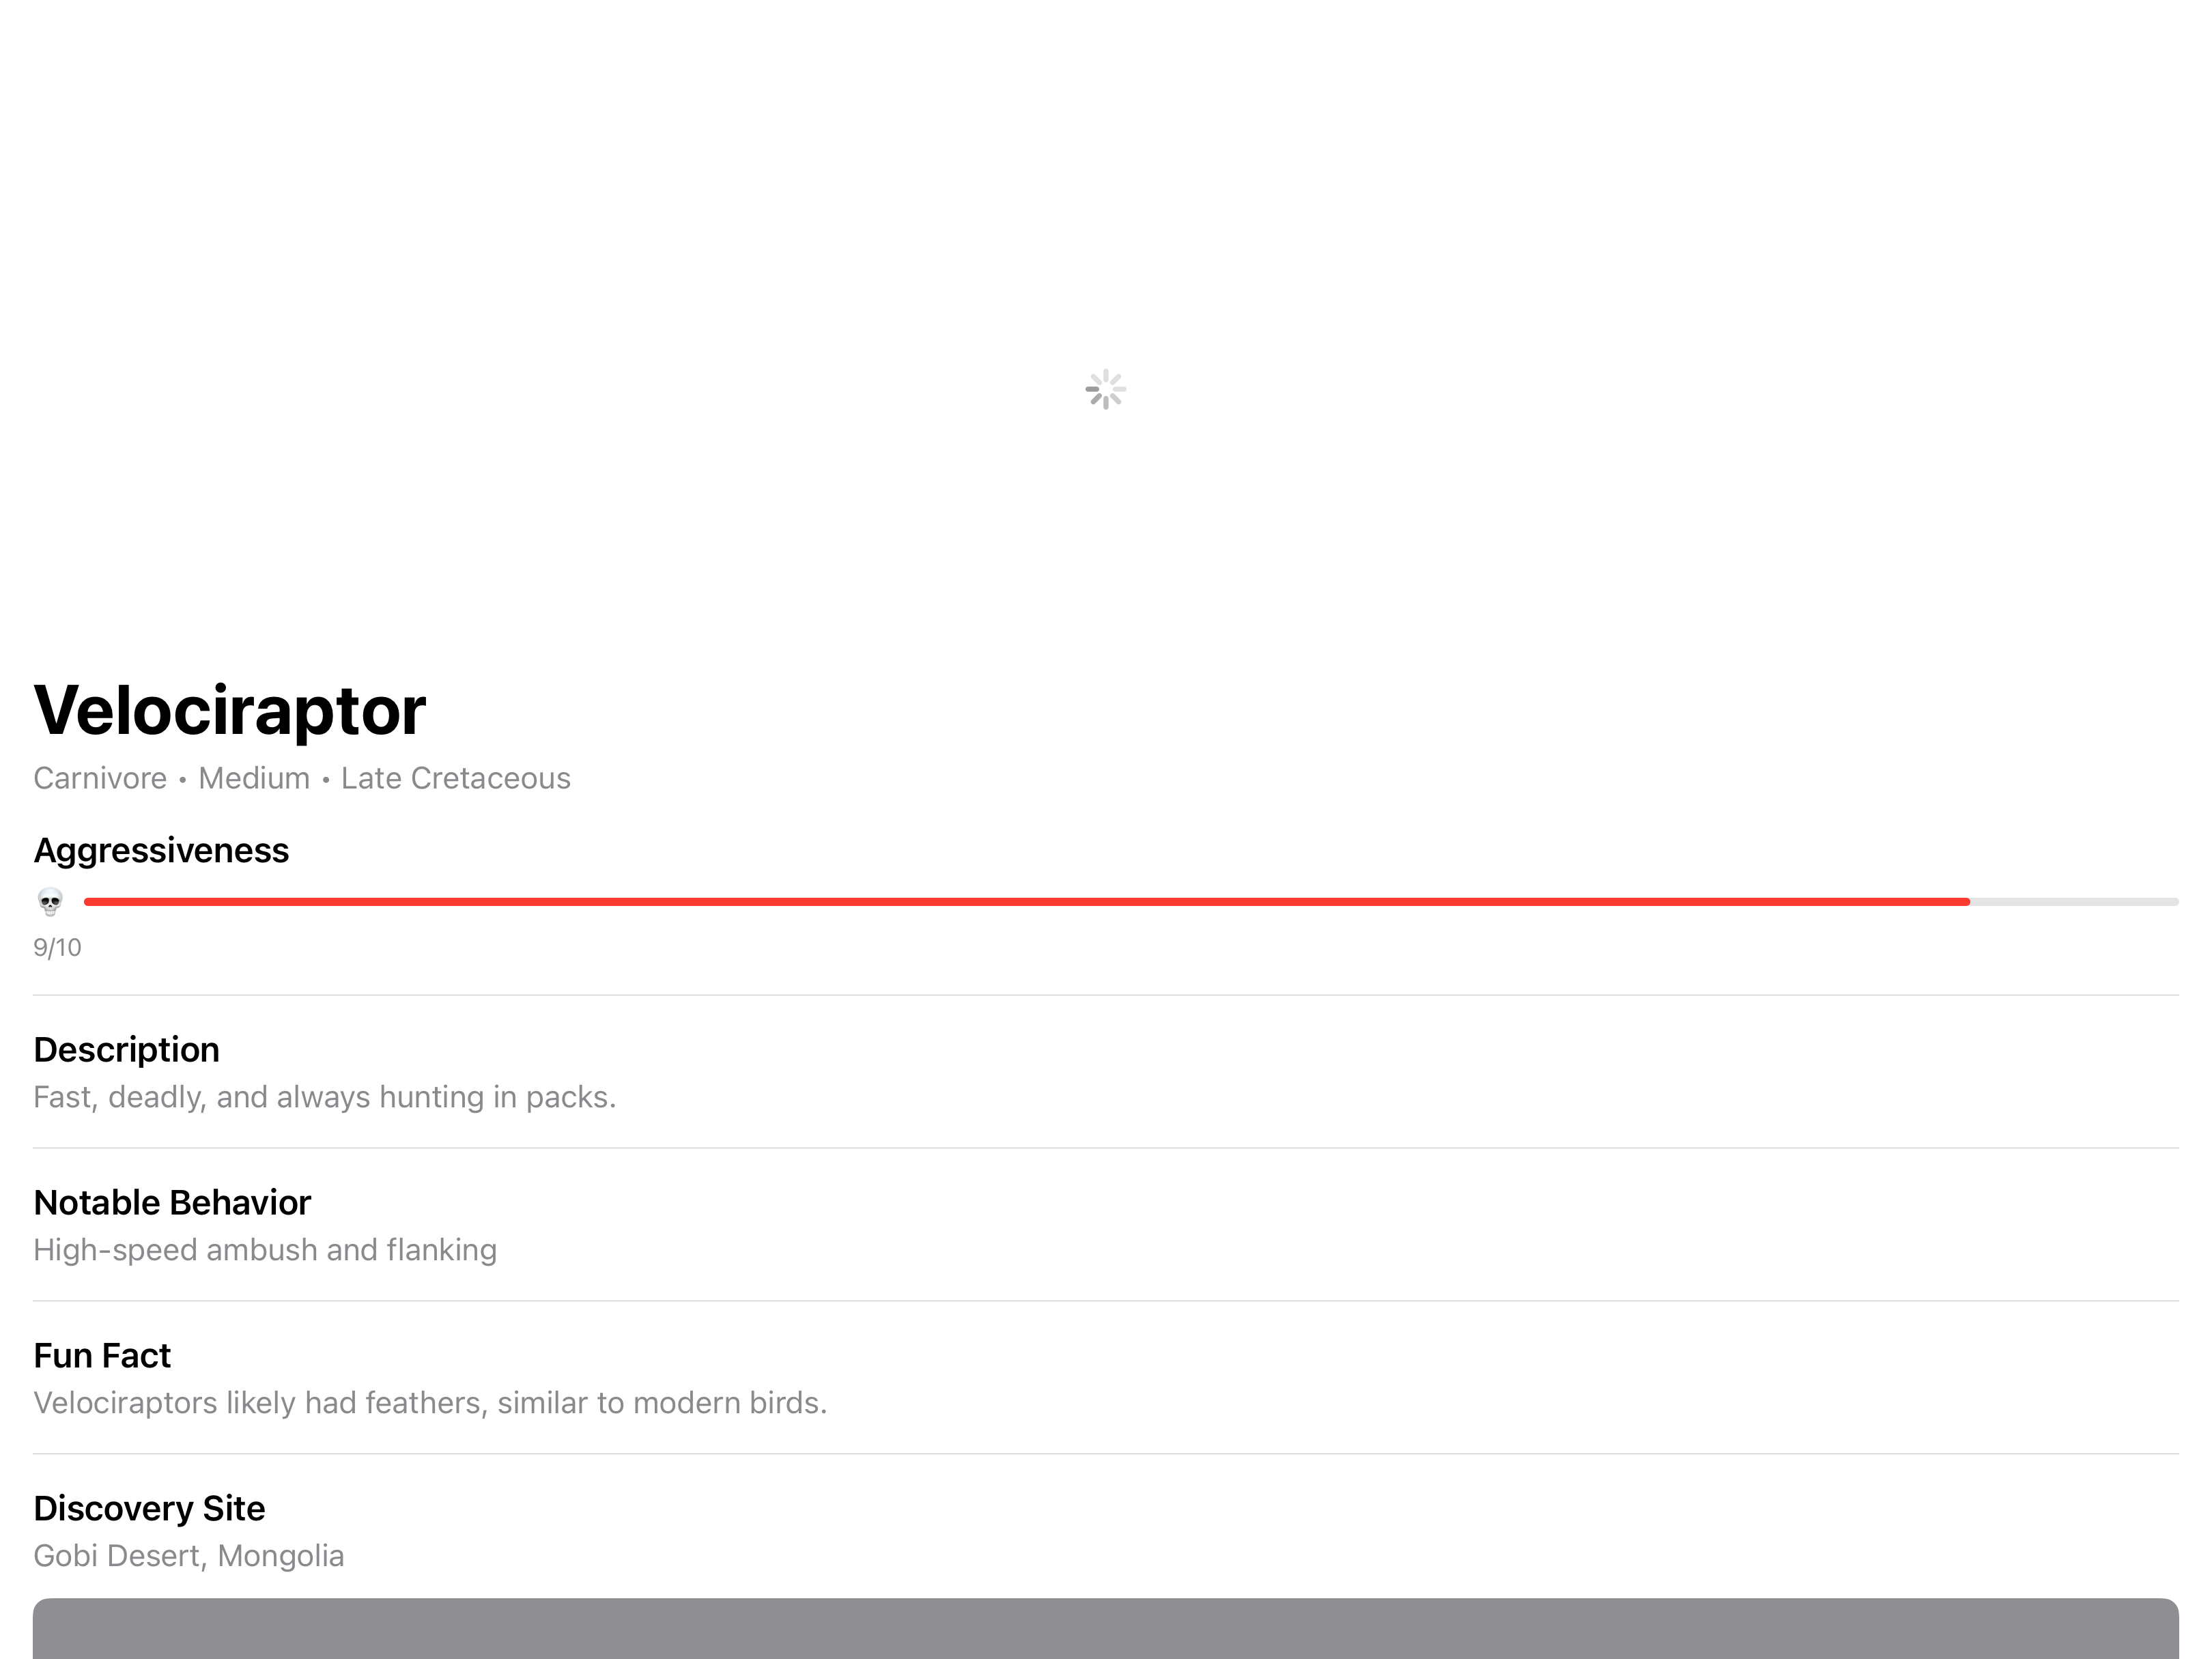 Velociraptor
Carnivore • Medium • Late Cretaceous
Aggressiveness
9/10
Description
Fast, deadly, and always hunting in packs.
Notable Behavior
High-speed ambush and flanking
Fun Fact
Velociraptors likely had feathers, similar to modern birds.
Discovery Site
Gobi Desert, Mongolia